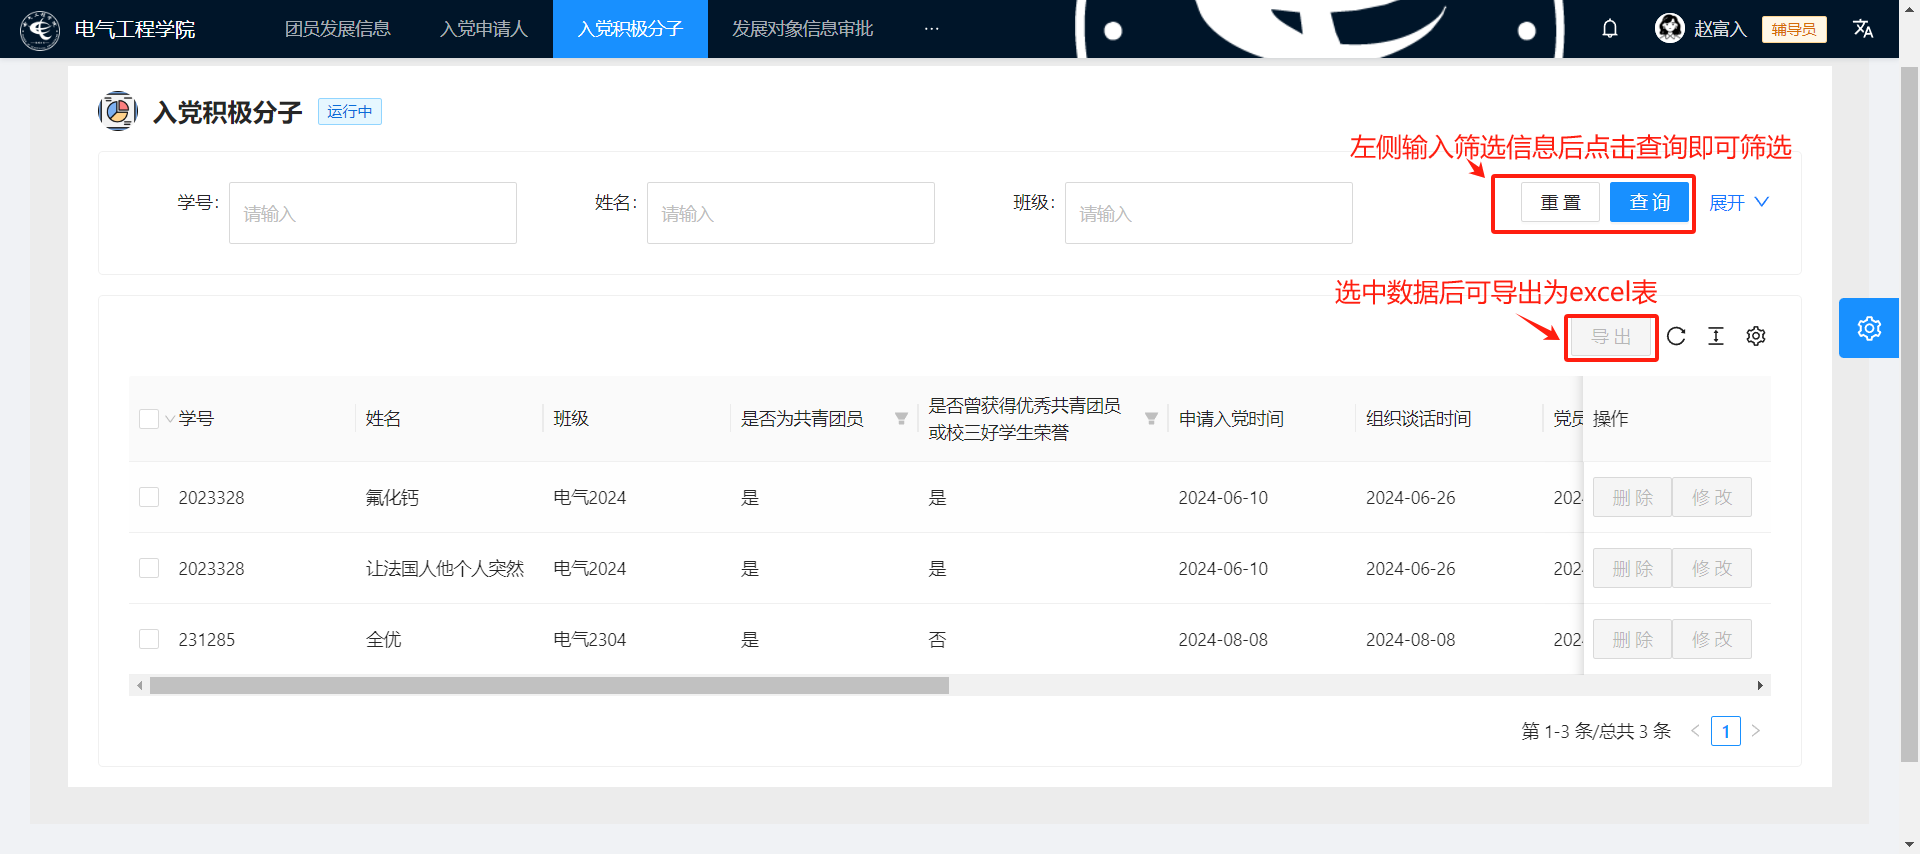 电气工程学院
团员发展信息
入党申请人
入党积极分子
发展对象信息审批
···
赵富入
辅导员
入党积极分子
运行中
左侧输入筛选信息后点击查询即可筛选
学号:
请输入
姓名:
请输入
班级:
请输入
重 置
查 询
展开
选中数据后可导出为excel表
导 出
学号
姓名
班级
是否为共青团员
是否曾获得优秀共青团员
或校三好学生荣誉
申请入党时间
组织谈话时间
党员
操作
2023328
氟化钙
电气2024
是
是
2024-06-10
2024-06-26
202
删 除
修 改
2023328
让法国人他个人突然
电气2024
是
是
2024-06-10
2024-06-26
202
删 除
修 改
231285
全优
电气2304
是
否
2024-08-08
2024-08-08
202
删 除
修 改
第 1-3 条/总共 3 条
1